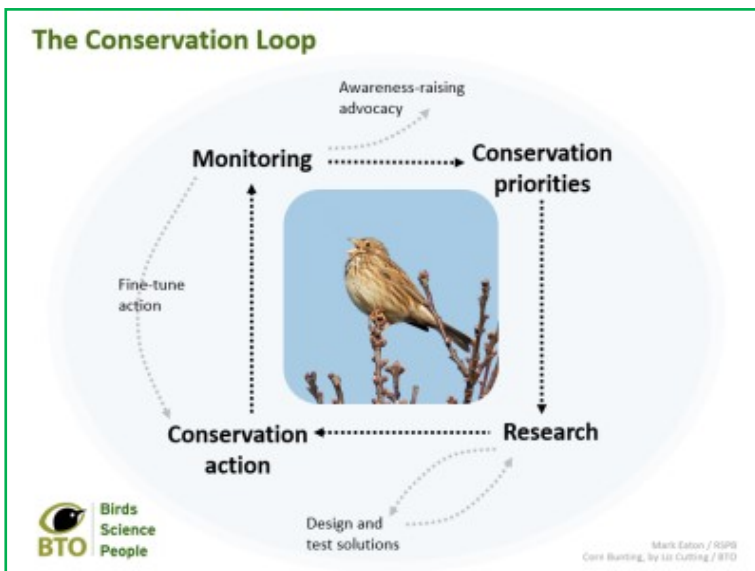 The Conservation Loop
Awareness-raising
advocacy
Monitoring
Conservation
priorities
Fine-tune
action
Conservation
action
Research
Design and
test solutions
BTO
Birds
Science
People
Mark Eaton / RSPB
Corn Bunting, by Liz Cutting / BTO